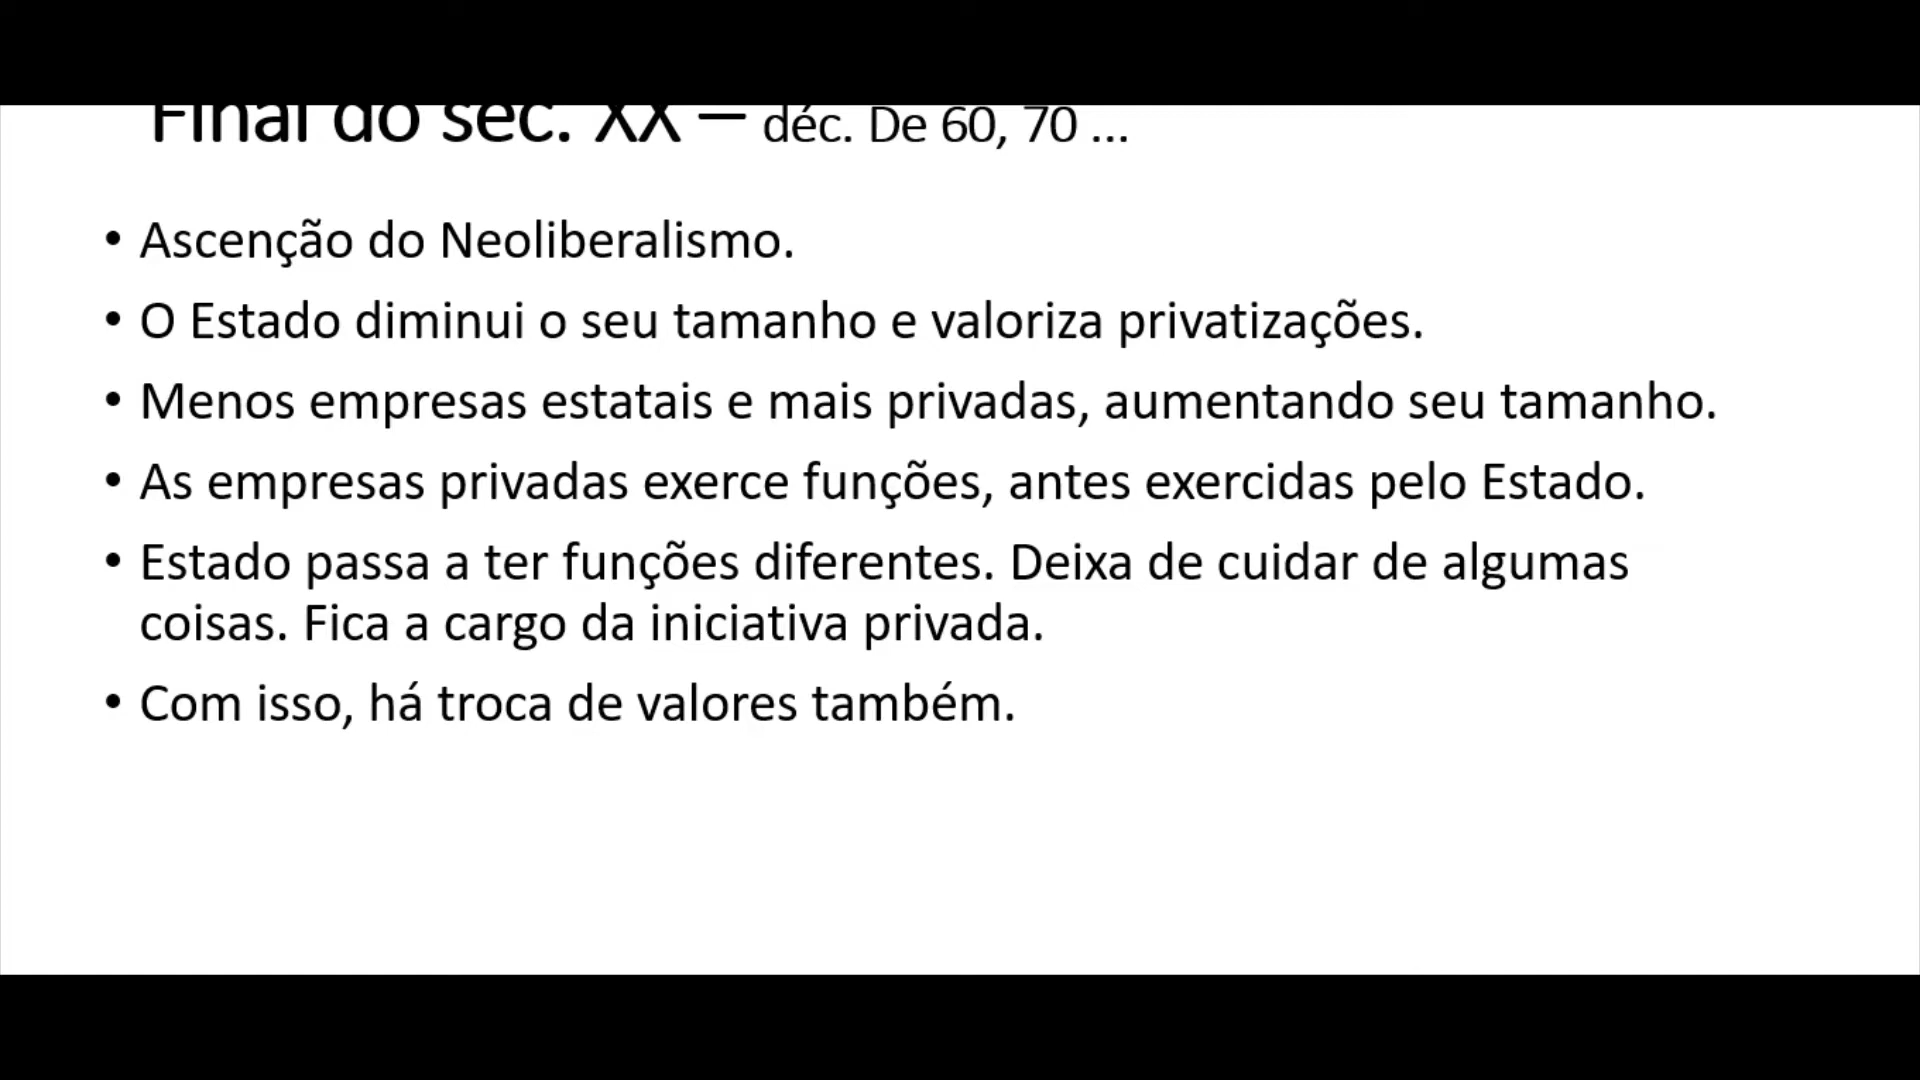 Final do séc. XX – déc. De 60, 70 ...
• Ascenção do Neoliberalismo.
• O Estado diminui o seu tamanho e valoriza privatizações.
• Menos empresas estatais e mais privadas, aumentando seu tamanho.
• As empresas privadas exerce funções, antes exercidas pelo Estado.
• Estado passa a ter funções diferentes. Deixa de cuidar de algumas
coisas. Fica a cargo da iniciativa privada.
• Com isso, há troca de valores também.